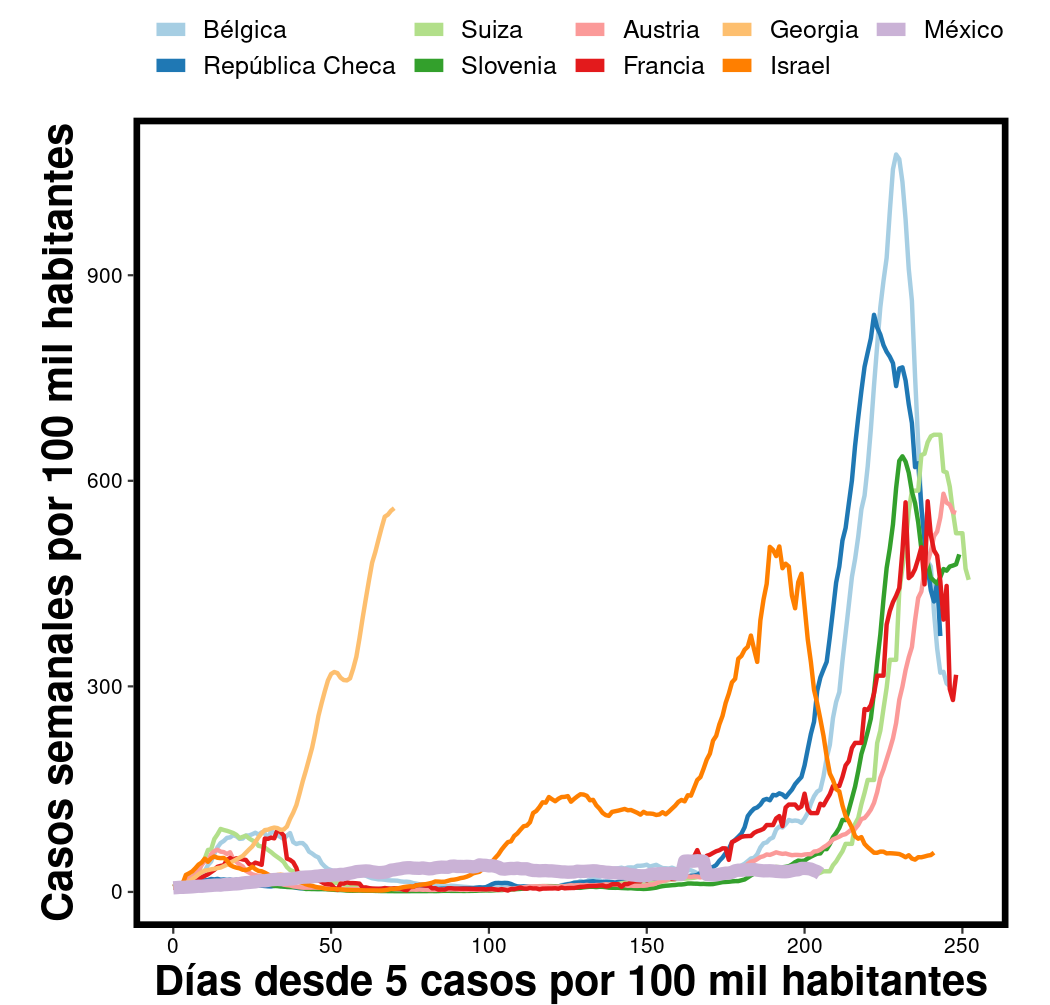 Bélgica Suiza Austria Georgia México
República Checa Slovenia Francia Israel
Casos semanales por 100 mil habitantes
900
600
300
0
0 50 100 150 200 250
Días desde 5 casos por 100 mil habitantes